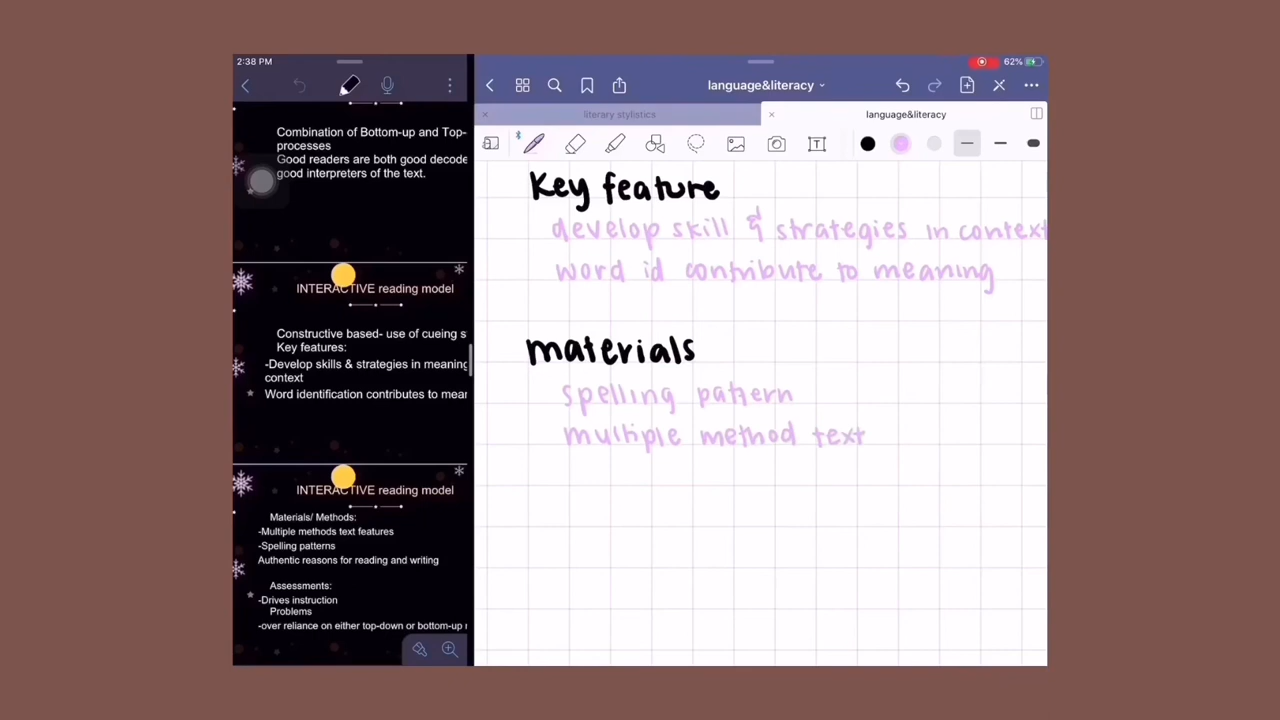 2:38 PM
Combination of Bottom-up and Top-
processes
Good readers are both good decode
good interpreters of the text.
INTERACTIVE reading model
Constructive based- use of cueing s
Key features:
-Develop skills & strategies in meaning
context
Word identification contributes to mear
INTERACTIVE reading model
Materials/ Methods:
-Multiple methods text features
-Spelling patterns
Authentic reasons for reading and writing
Assessments:
-Drives instruction
Problems
-over reliance on either top-down or bottom-up
62%
language&literacy
literary stylistics
language&literacy
T
Key feature
develop skill & strategies in context
word id contribute to meaning
materials
spelling pattern
multiple method text